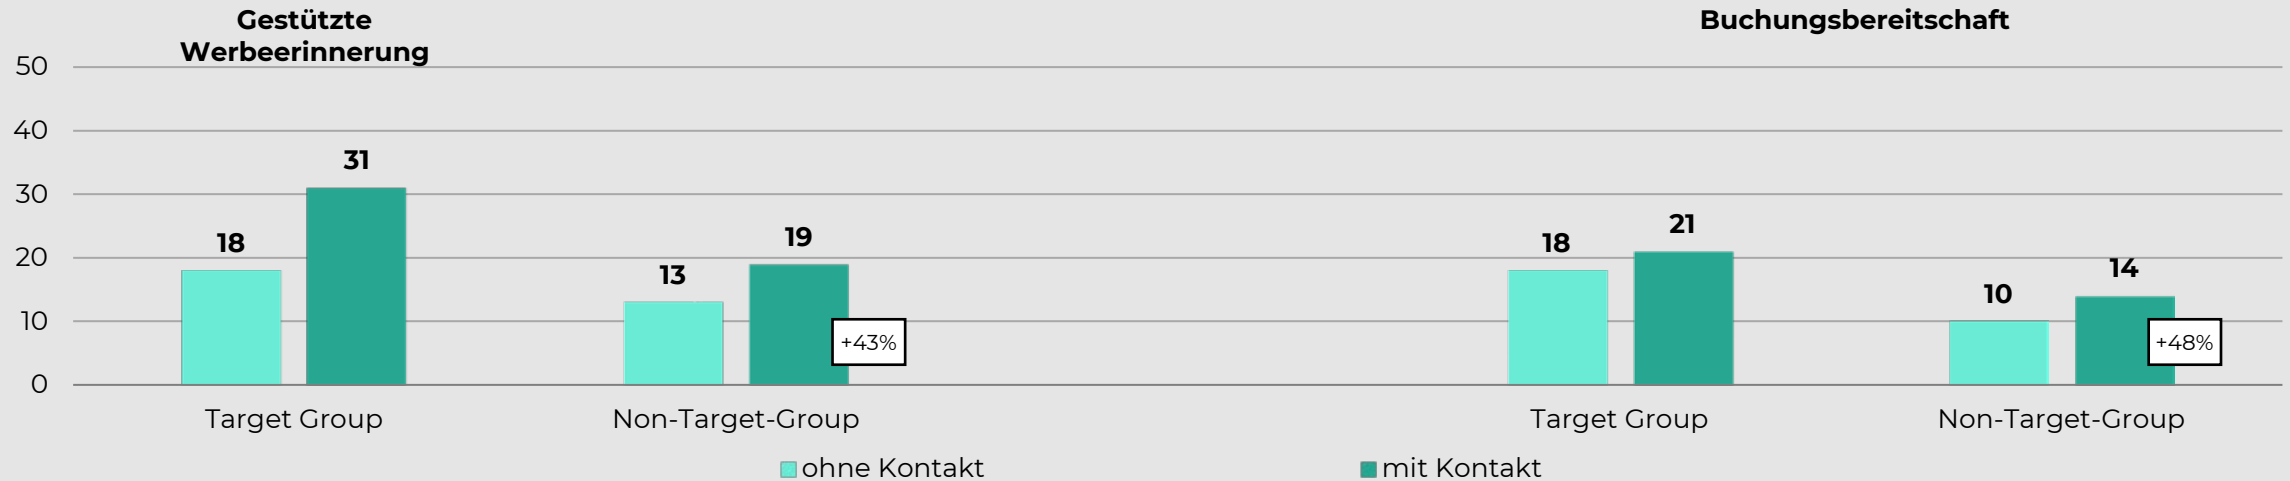 Gestützte
Werbeerinnerung
Buchungsbereitschaft
50
40
30
20
10
0
18
31
13
19
+43%
18
21
10
14
+48%
Target Group
Non-Target-Group
Target Group
Non-Target-Group
ohne Kontakt
mit Kontakt